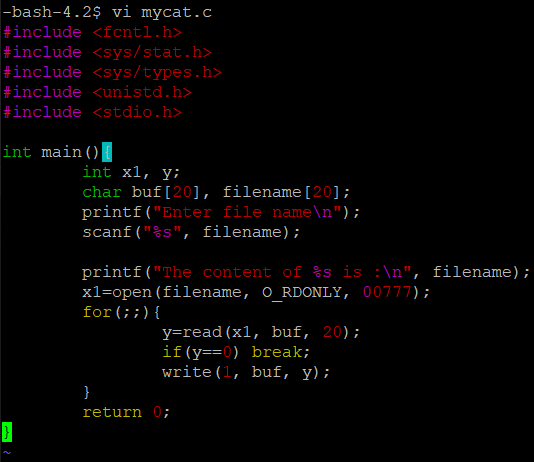 -bash-4.2$ vi mycat.c
#include <fcntl.h>
#include <sys/stat.h>
#include <sys/types.h>
#include <unistd.h>
#include <stdio.h>

int main(){
        int x1, y;
        char buf[20], filename[20];
        printf("Enter file name\n");
        scanf("%s", filename);

        printf("The content of %s is :\n", filename);
        x1=open(filename, O_RDONLY, 00777);
        for(;;){
                y=read(x1, buf, 20);
                if(y==0) break;
                write(1, buf, y);
        }
        return 0;
}
~